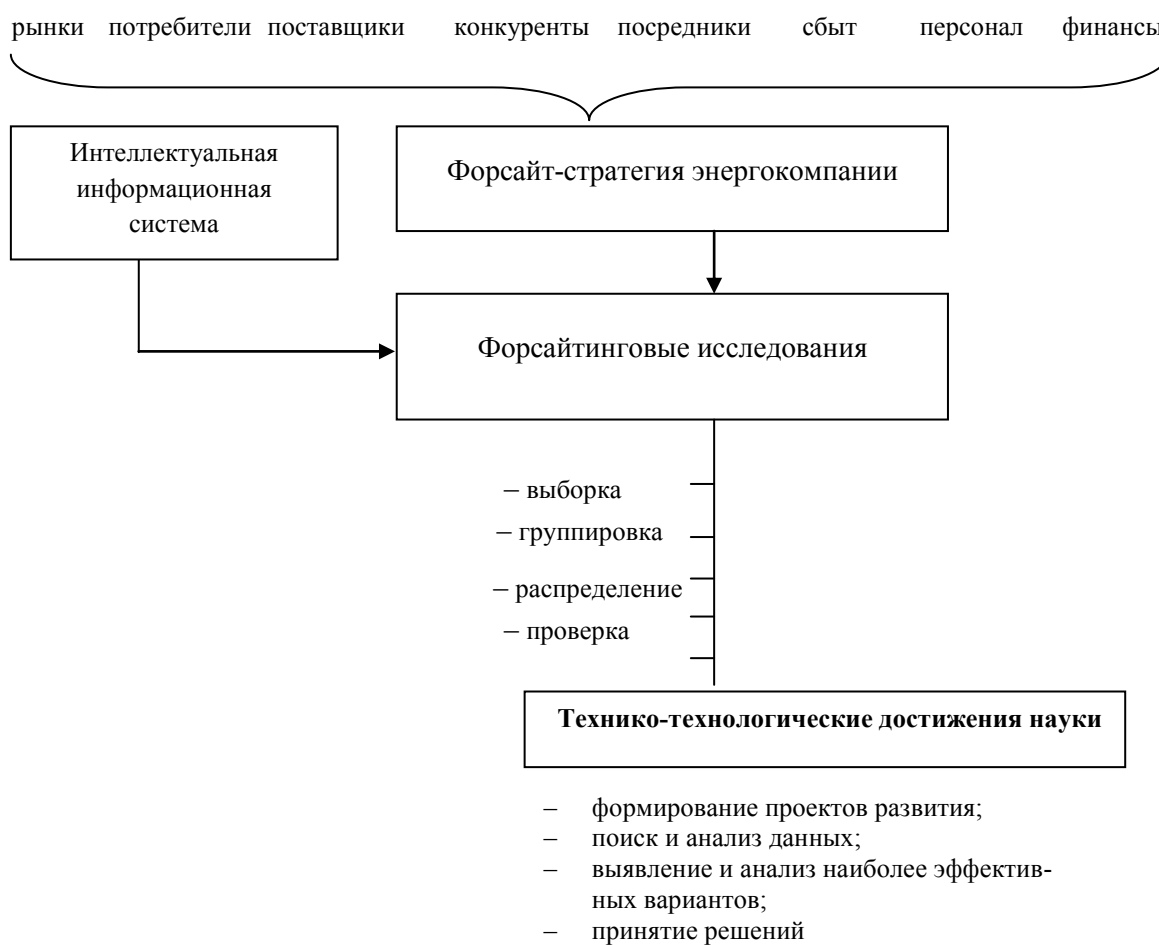 рынки потребители поставщики конкуренты посредники сбыт персонал финансы
Интеллектуальная
информационная
система
Форсайт-стратегия энергокомпании
Форсайтинговые исследования
– выборка
– группировка
– распределение
– проверка
Технико-технологические достижения науки
– формирование проектов развития;
– поиск и анализ данных;
– выявление и анализ наиболее эффектив-
ных вариантов;
– принятие решений